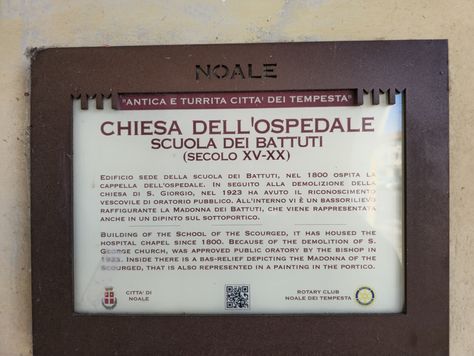 NOALE
"ANTICA E TURRITA CITTA' DEI TEMPESTA"
CHIESA DELL'OSPEDALE
SCUOLA DEI BATTUTI
(SECOLO XV-XX)
EDIFICIO SEDE DELLA SCUOLA DEI BATTUTI, NEL 1800 OSPITA LA
CAPPELLA DELL'OSPEDALE. IN SEGUITO ALLA DEMOLIZIONE DELLA
CHIESA DI S. GIORGIO, NEL 1923 HA AVUTO IL RICONOSCIMENTO
VESCOVILE DI ORATORIO PUBBLICO. ALL'INTERNO VI È UN BASSORILIEVO
RAFFIGURANTE LA MADONNA DEI BATTUTI, CHE VIENE RAPPRESENTATA
ANCHE IN UN DIPINTO SUL SOTTOPORTICO.
BUILDING OF THE SCHOOL OF THE SCOURGED, IT HAS HOUSED THE
HOSPITAL CHAPEL SINCE 1800. BECAUSE OF THE DEMOLITION OF S.
GEORGE CHURCH, WAS APPROVED PUBLIC ORATORY BY THE BISHOP IN
1923. INSIDE THERE IS A BAS-RELIEF DEPICTING THE MADONNA OF THE
SCOURGED, THAT IS ALSO REPRESENTED IN A PAINTING IN THE PORTICO.
CITTA' DI
NOALE
ROTARY CLUB
NOALE DEI TEMPESTA